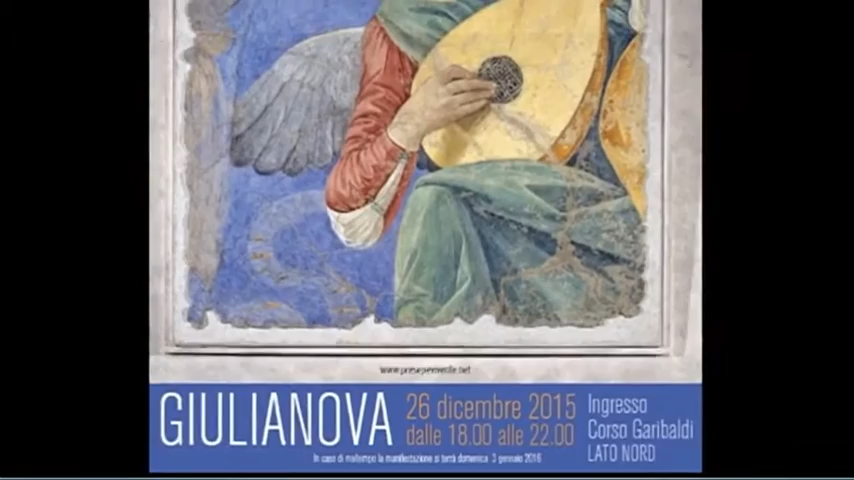 www.presepevivente.net
GIULIANOVA
26 dicembre 2015
dalle 18.00 alle 22.00
Ingresso
Corso Garibaldi
LATO NORD
In caso di maltempo la manifestazione si terrà domenica 3 gennaio 2016